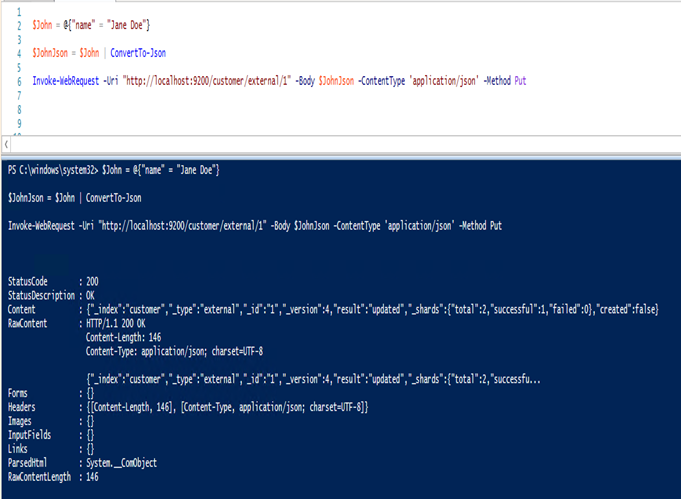 1
2 $John = @{"name" = "Jane Doe"}
3
4 $JohnJson = $John | ConvertTo-Json
5
6 Invoke-WebRequest -Uri "http://localhost:9200/customer/external/1" -Body $JohnJson -ContentType 'application/json' -Method Put
7
8
9
10
PS C:\windows\system32> $John = @{"name" = "Jane Doe"}
$JohnJson = $John | ConvertTo-Json
Invoke-WebRequest -Uri "http://localhost:9200/customer/external/1" -Body $JohnJson -ContentType 'application/json' -Method Put
StatusCode : 200
StatusDescription : OK
Content : {"_index":"customer","_type":"external","_id":"1","_version":4,"result":"updated","_shards":{"total":2,"successful":1,"failed":0},"created":false}
RawContent : HTTP/1.1 200 OK
Content-Length: 146
Content-Type: application/json; charset=UTF-8
{"_index":"customer","_type":"external","_id":"1","_version":4,"result":"updated","_shards":{"total":2,"successfu...
Forms : {}
Headers : {[Content-Length, 146], [Content-Type, application/json; charset=UTF-8]}
Images : {}
InputFields : {}
Links : {}
ParsedHtml : System.__ComObject
RawContentLength : 146